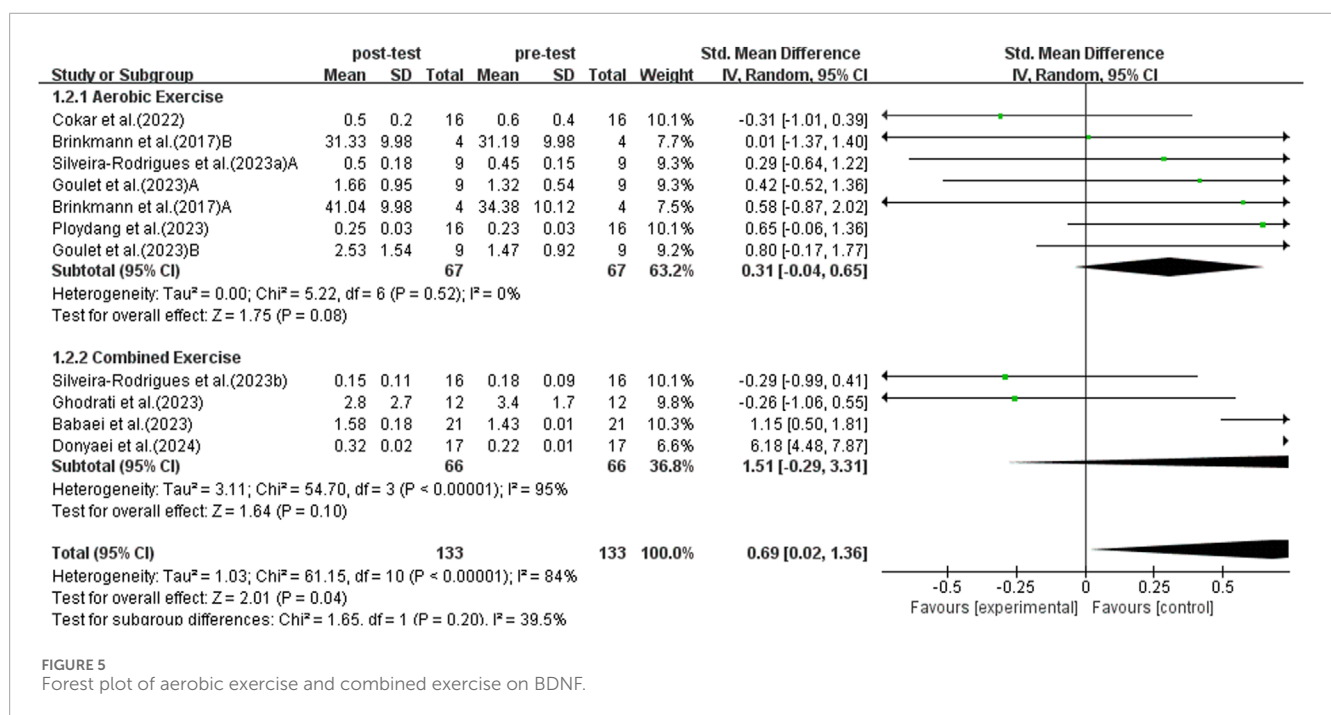 post-test pre-test Std. Mean Difference Std. Mean Difference
Study or Subgroup Mean SD Total Mean SD Total Weight IV, Random, 95% CI IV, Random, 95% CI
1.2.1 Aerobic Exercise
Cokar et al.(2022) 0.5 0.2 16 0.6 0.4 16 10.1% -0.31 [-1.01, 0.39]
Brinkmann et al.(2017)B 31.33 9.98 4 31.19 9.98 4 7.7% 0.01 [-1.37, 1.40]
Silveira-Rodrigues et al.(2023a)A 0.5 0.18 9 0.45 0.15 9 9.3% 0.29 [-0.64, 1.22]
Goulet et al.(2023)A 1.66 0.95 9 1.32 0.54 9 9.3% 0.42 [-0.52, 1.36]
Brinkmann et al.(2017)A 41.04 9.98 4 34.38 10.12 4 7.5% 0.58 [-0.87, 2.02]
Ploydang et al.(2023) 0.25 0.03 16 0.23 0.03 16 10.1% 0.65 [-0.06, 1.36]
Goulet et al.(2023)B 2.53 1.54 9 1.47 0.92 9 9.2% 0.80 [-0.17, 1.77]
Subtotal (95% CI) 67 67 63.2% 0.31 [-0.04, 0.65]
Heterogeneity: Tau² = 0.00; Chi² = 5.22, df = 6 (P = 0.52); I² = 0%
Test for overall effect: Z = 1.75 (P = 0.08)
1.2.2 Combined Exercise
Silveira-Rodrigues et al.(2023b) 0.15 0.11 16 0.18 0.09 16 10.1% -0.29 [-0.99, 0.41]
Ghodrati et al.(2023) 2.8 2.7 12 3.4 1.7 12 9.8% -0.26 [-1.06, 0.55]
Babaei et al.(2023) 1.58 0.18 21 1.43 0.01 21 10.3% 1.15 [0.50, 1.81]
Donyaei et al.(2024) 0.32 0.02 17 0.22 0.01 17 6.6% 6.18 [4.48, 7.87]
Subtotal (95% CI) 66 66 36.8% 1.51 [-0.29, 3.31]
Heterogeneity: Tau² = 3.11; Chi² = 54.70, df = 3 (P < 0.00001); I² = 95%
Test for overall effect: Z = 1.64 (P = 0.10)
Total (95% CI) 133 133 100.0% 0.69 [0.02, 1.36]
Heterogeneity: Tau² = 1.03; Chi² = 61.15, df = 10 (P < 0.00001); I² = 84%
Test for overall effect: Z = 2.01 (P = 0.04)
Test for subgroup differences: Chi² = 1.65. df = 1 (P = 0.20). I² = 39.5%
-0.5 -0.25 0 0.25 0.5
Favours [experimental] Favours [control]
FIGURE 5
Forest plot of aerobic exercise and combined exercise on BDNF.